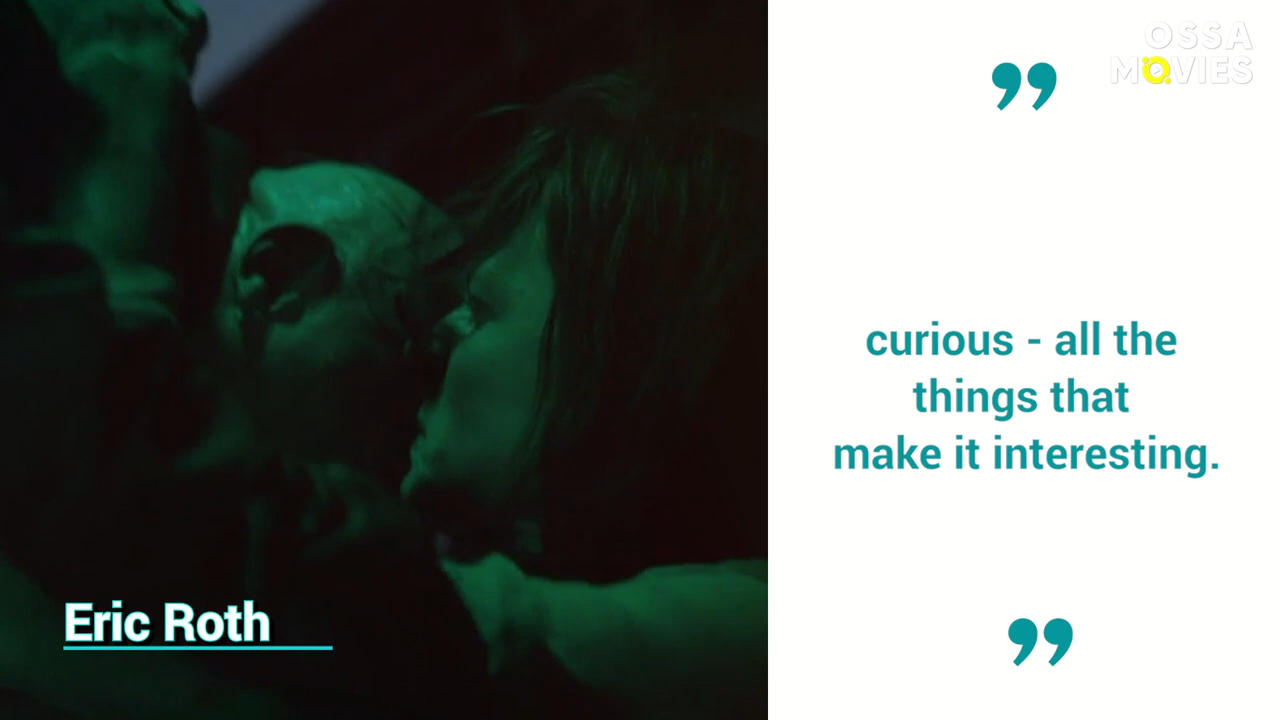 OSSA
MOVIES
curious - all the
things that
make it interesting.
Eric Roth